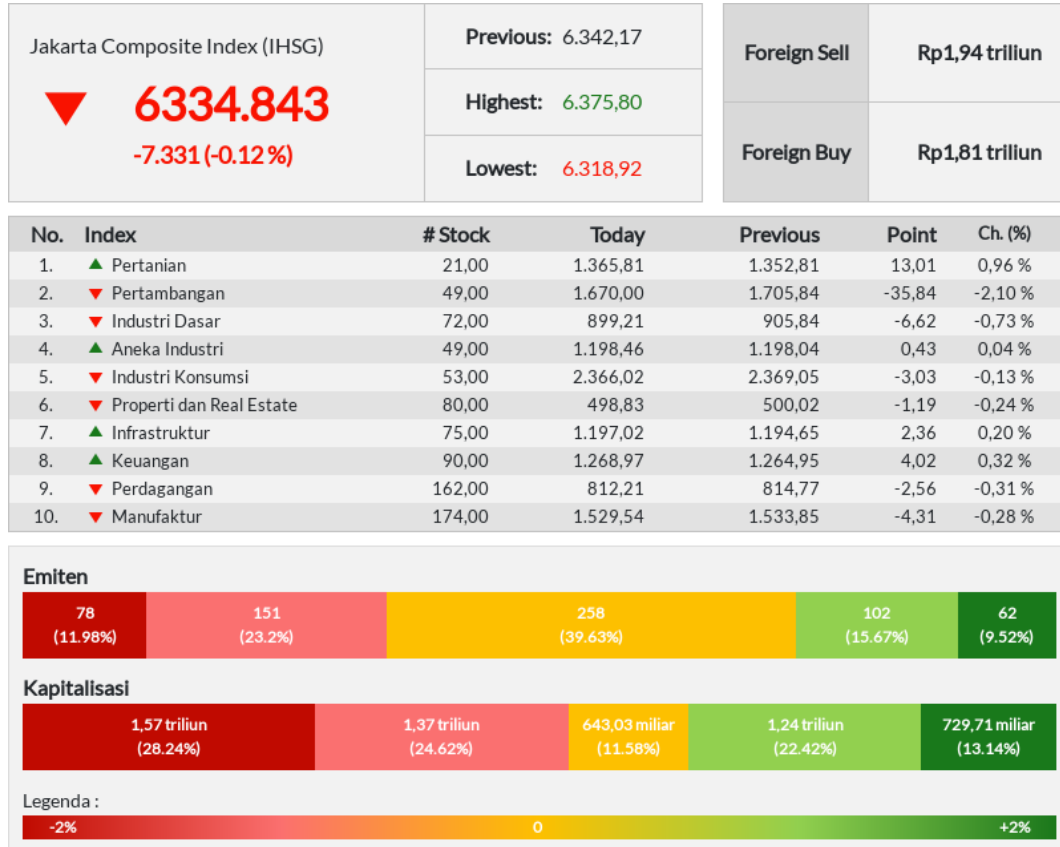 Jakarta Composite Index (IHSG)
6334.843
-7.331 (-0.12 %)
Previous: 6.342,17
Highest: 6.375,80
Lowest: 6.318,92
Foreign Sell Rp1,94 triliun
Foreign Buy Rp1,81 triliun
No. Index # Stock Today Previous Point Ch. (%)
1. Pertanian 21,00 1.365,81 1.352,81 13,01 0,96 %
2. Pertambangan 49,00 1.670,00 1.705,84 -35,84 -2,10 %
3. Industri Dasar 72,00 899,21 905,84 -6,62 -0,73 %
4. Aneka Industri 49,00 1.198,46 1.198,04 0,43 0,04 %
5. Industri Konsumsi 53,00 2.366,02 2.369,05 -3,03 -0,13 %
6. Properti dan Real Estate 80,00 498,83 500,02 -1,19 -0,24 %
7. Infrastruktur 75,00 1.197,02 1.194,65 2,36 0,20 %
8. Keuangan 90,00 1.268,97 1.264,95 4,02 0,32 %
9. Perdagangan 162,00 812,21 814,77 -2,56 -0,31 %
10. Manufaktur 174,00 1.529,54 1.533,85 -4,31 -0,28 %
Emiten
78 151 258 102 62
(11.98%) (23.2%) (39.63%) (15.67%) (9.52%)
Kapitalisasi
1,57 triliun 1,37 triliun 643,03 miliar 1,24 triliun 729,71 miliar
(28.24%) (24.62%) (11.58%) (22.42%) (13.14%)
Legenda :
-2% 0 +2%